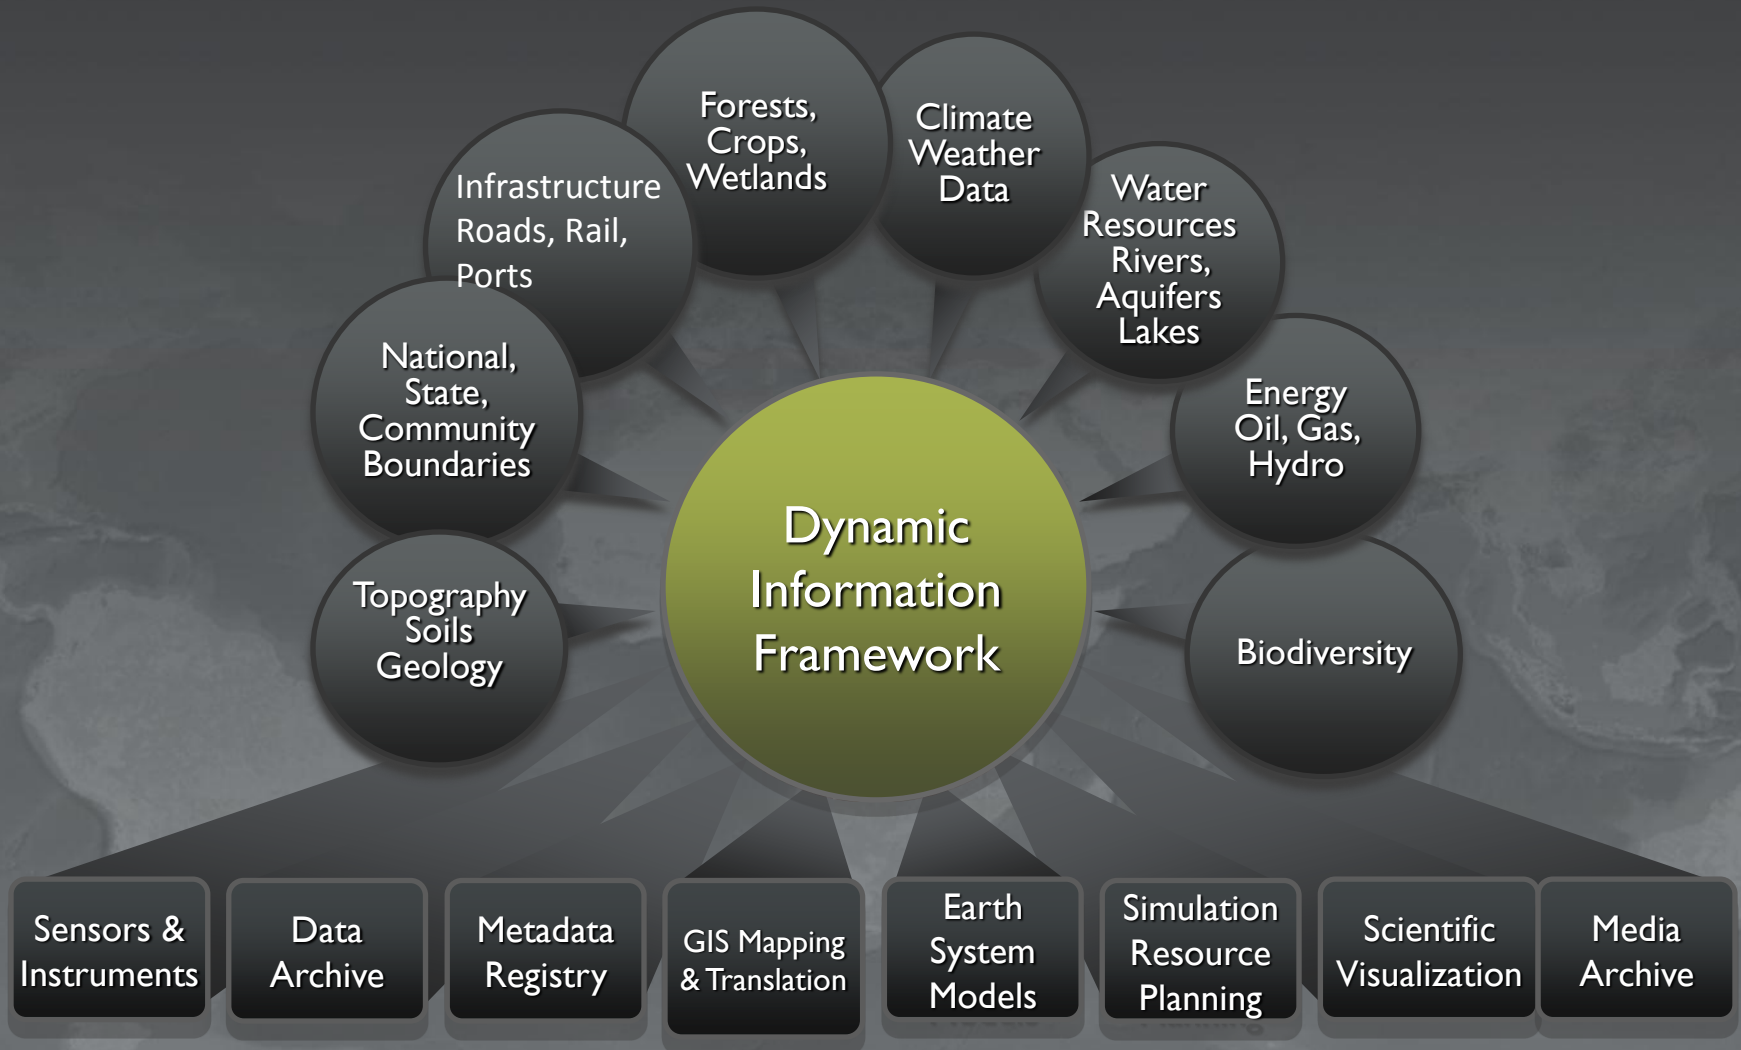 Forests,
Crops,
Wetlands
Climate
Weather
Data
Infrastructure
Roads, Rail,
Ports
Water
Resources
Rivers,
Aquifers
Lakes
National,
State,
Community
Boundaries
Energy
Oil, Gas,
Hydro
Topography
Soils
Geology
Dynamic
Information
Framework
Biodiversity
Sensors &
Instruments
Data
Archive
Metadata
Registry
GIS Mapping
& Translation
Earth
System
Models
Simulation
Resource
Planning
Scientific
Visualization
Media
Archive